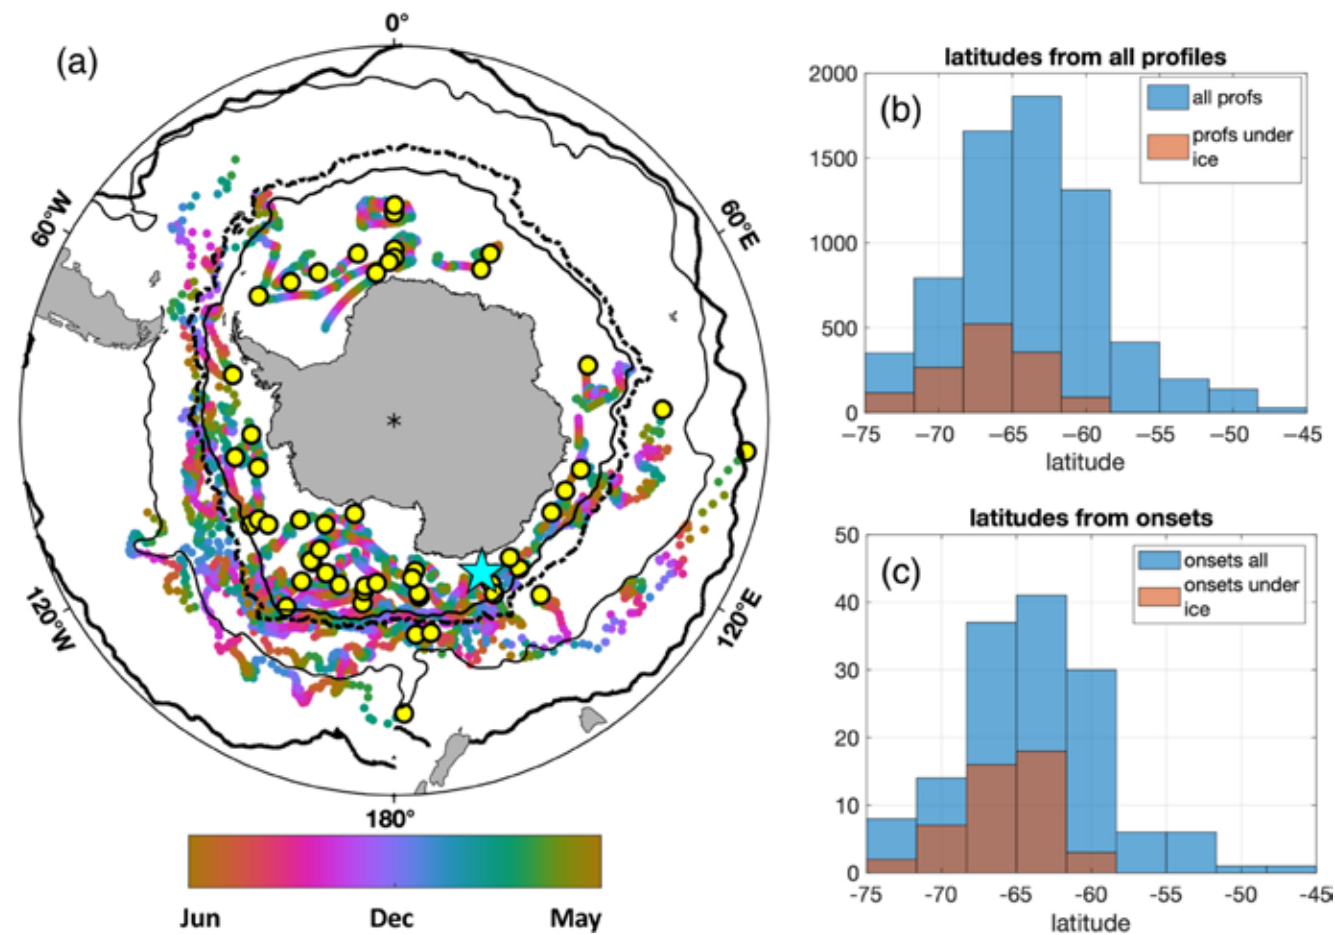 (a)
0°
60°W
60°E
120°W
120°E
180°
Jun Dec May
latitudes from all profiles
(b)
all profs
profs under
ice
2000
1500
1000
500
0
−75 −70 −65 −60 −55 −50 −45
latitude
latitudes from onsets
(c)
onsets all
onsets under
ice
50
40
30
20
10
0
-75 -70 -65 -60 -55 -50 -45
latitude